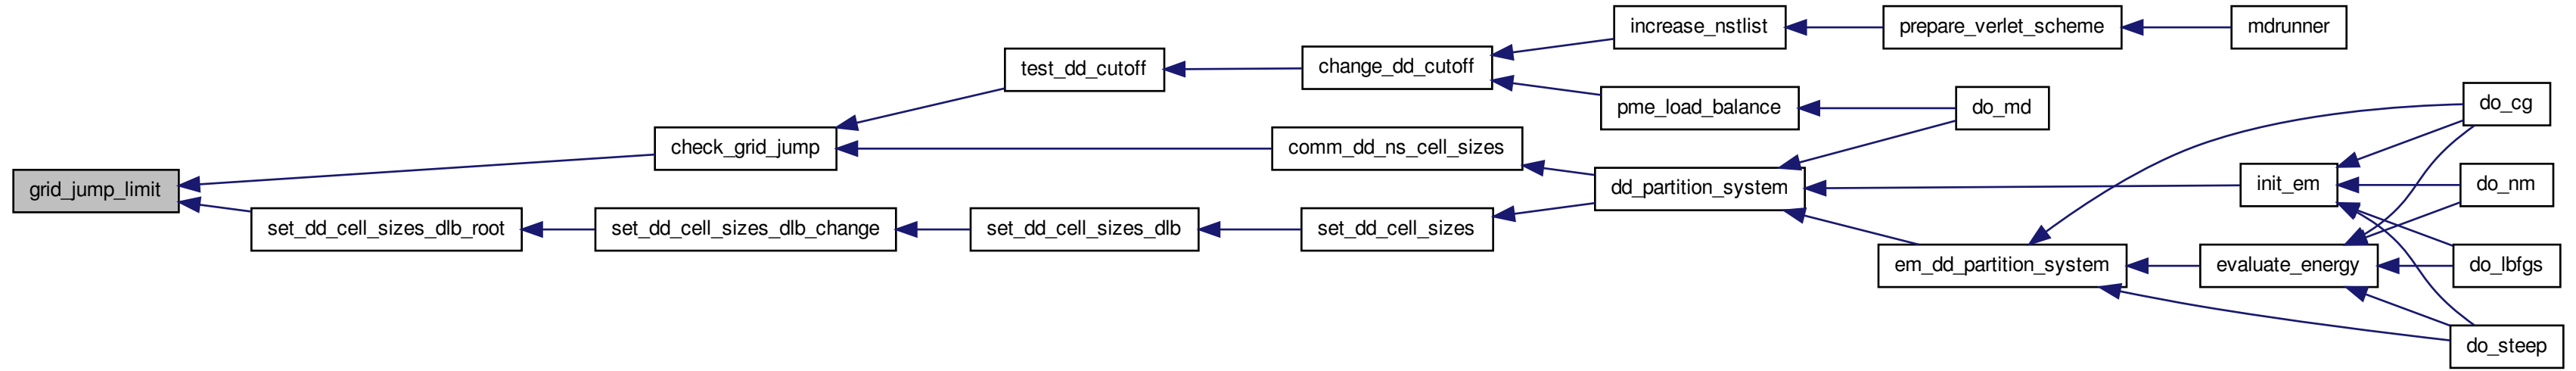 increase_nstlist
prepare_verlet_scheme
mdrunner
test_dd_cutoff
change_dd_cutoff
pme_load_balance
do_md
do_cg
check_grid_jump
comm_dd_ns_cell_sizes
grid_jump_limit
dd_partition_system
init_em
do_nm
set_dd_cell_sizes_dlb_root
set_dd_cell_sizes_dlb_change
set_dd_cell_sizes_dlb
set_dd_cell_sizes
em_dd_partition_system
evaluate_energy
do_lbfgs
do_steep